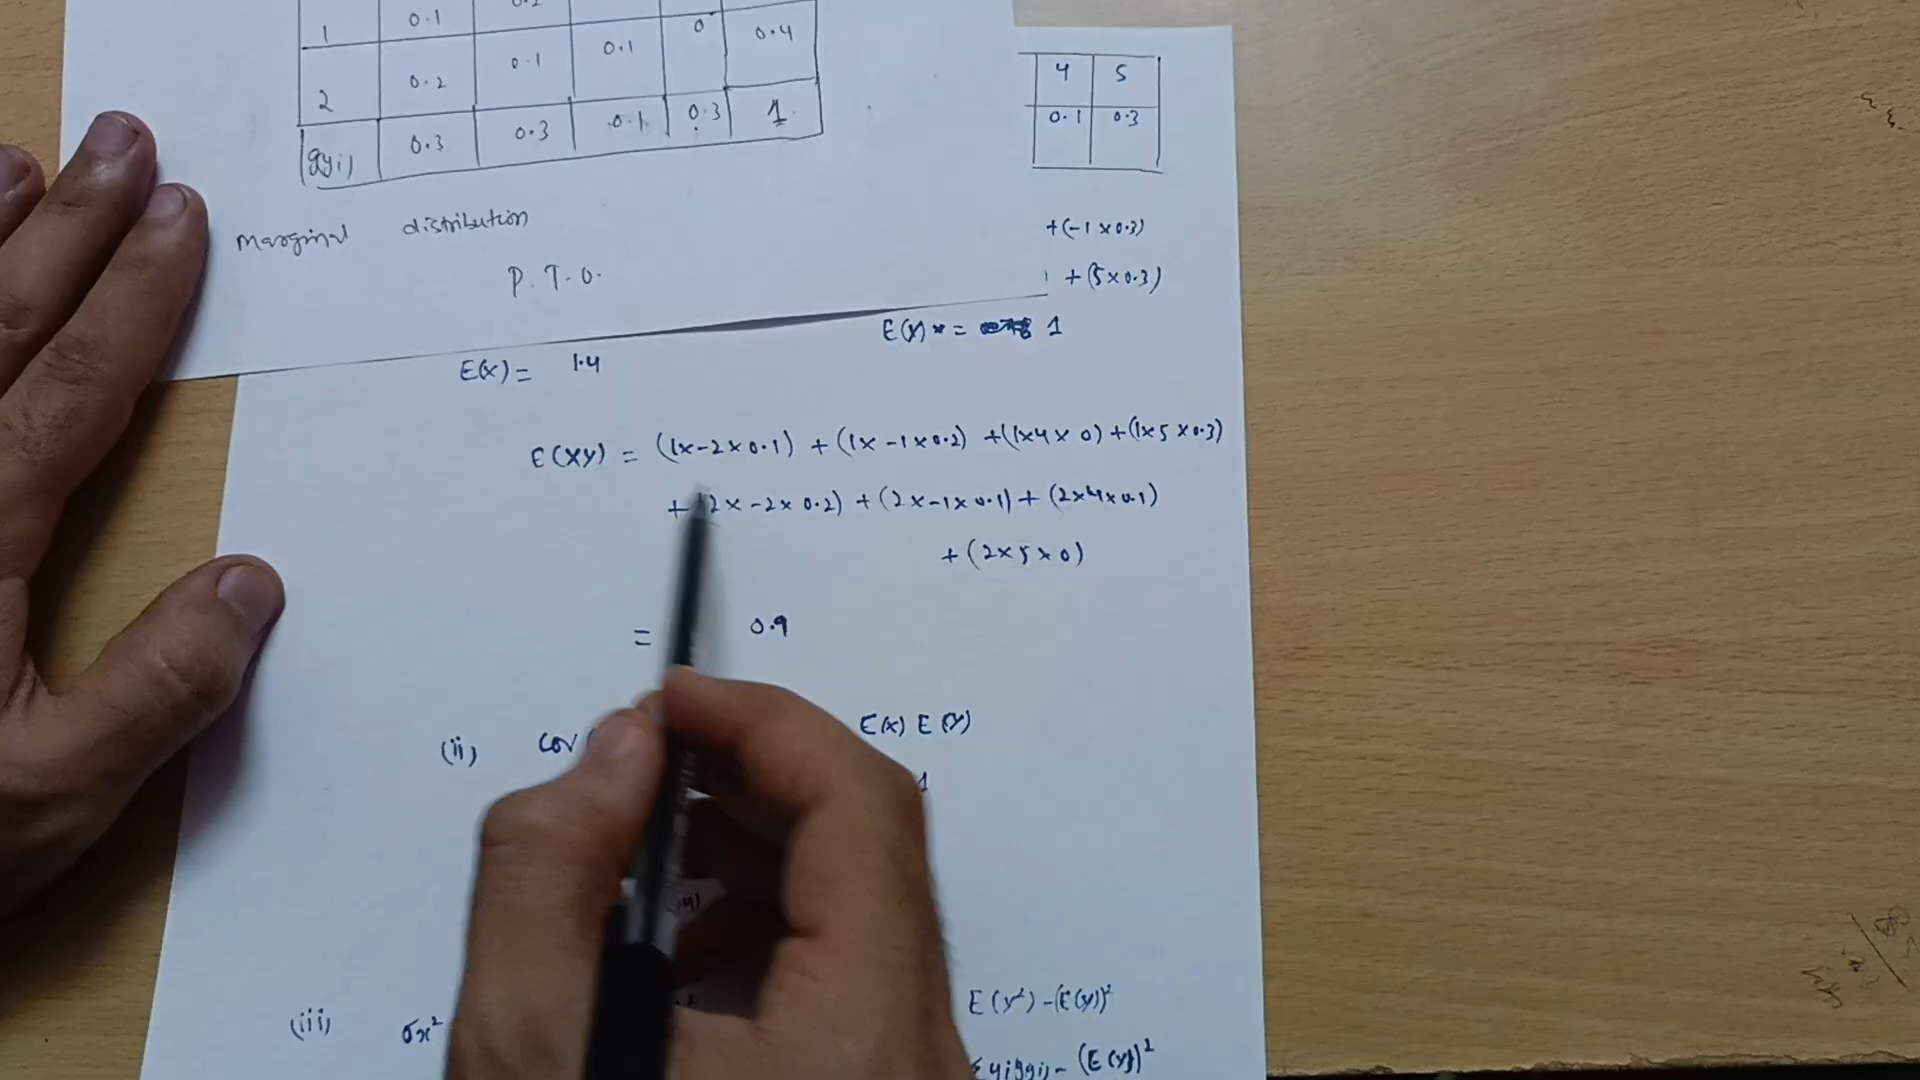 1 0.1 0.2
2 0.2 0.1 0.1 0 0.4
g(yi) 0.3 0.3 0.1 0.3 1
4 5
0.1 0.3
Marginal distribution
P.T.O.
+(-1×0.3)
+(5×0.3)
E(Y) = 1
E(X) = 1.4
E(XY) = (1×-2×0.1) + (1×-1×0.2) +(1×4×0)+(1×5×0.3)
+ (2×-2×0.2) + (2×-1×0.1) + (2×4×0.1)
+ (2×5×0)
= 0.9
(ii) cov E(X) E(Y)
1
(iii) σx² E(y²) -(E(y))²
- (E(y))²